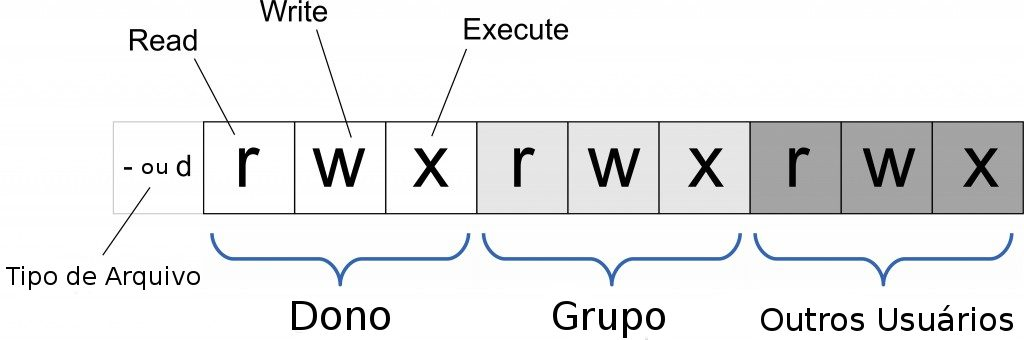 Write
Read
Execute
- ou d r w x r w x r w x
Tipo de Arquivo
Dono
Grupo
Outros Usuários